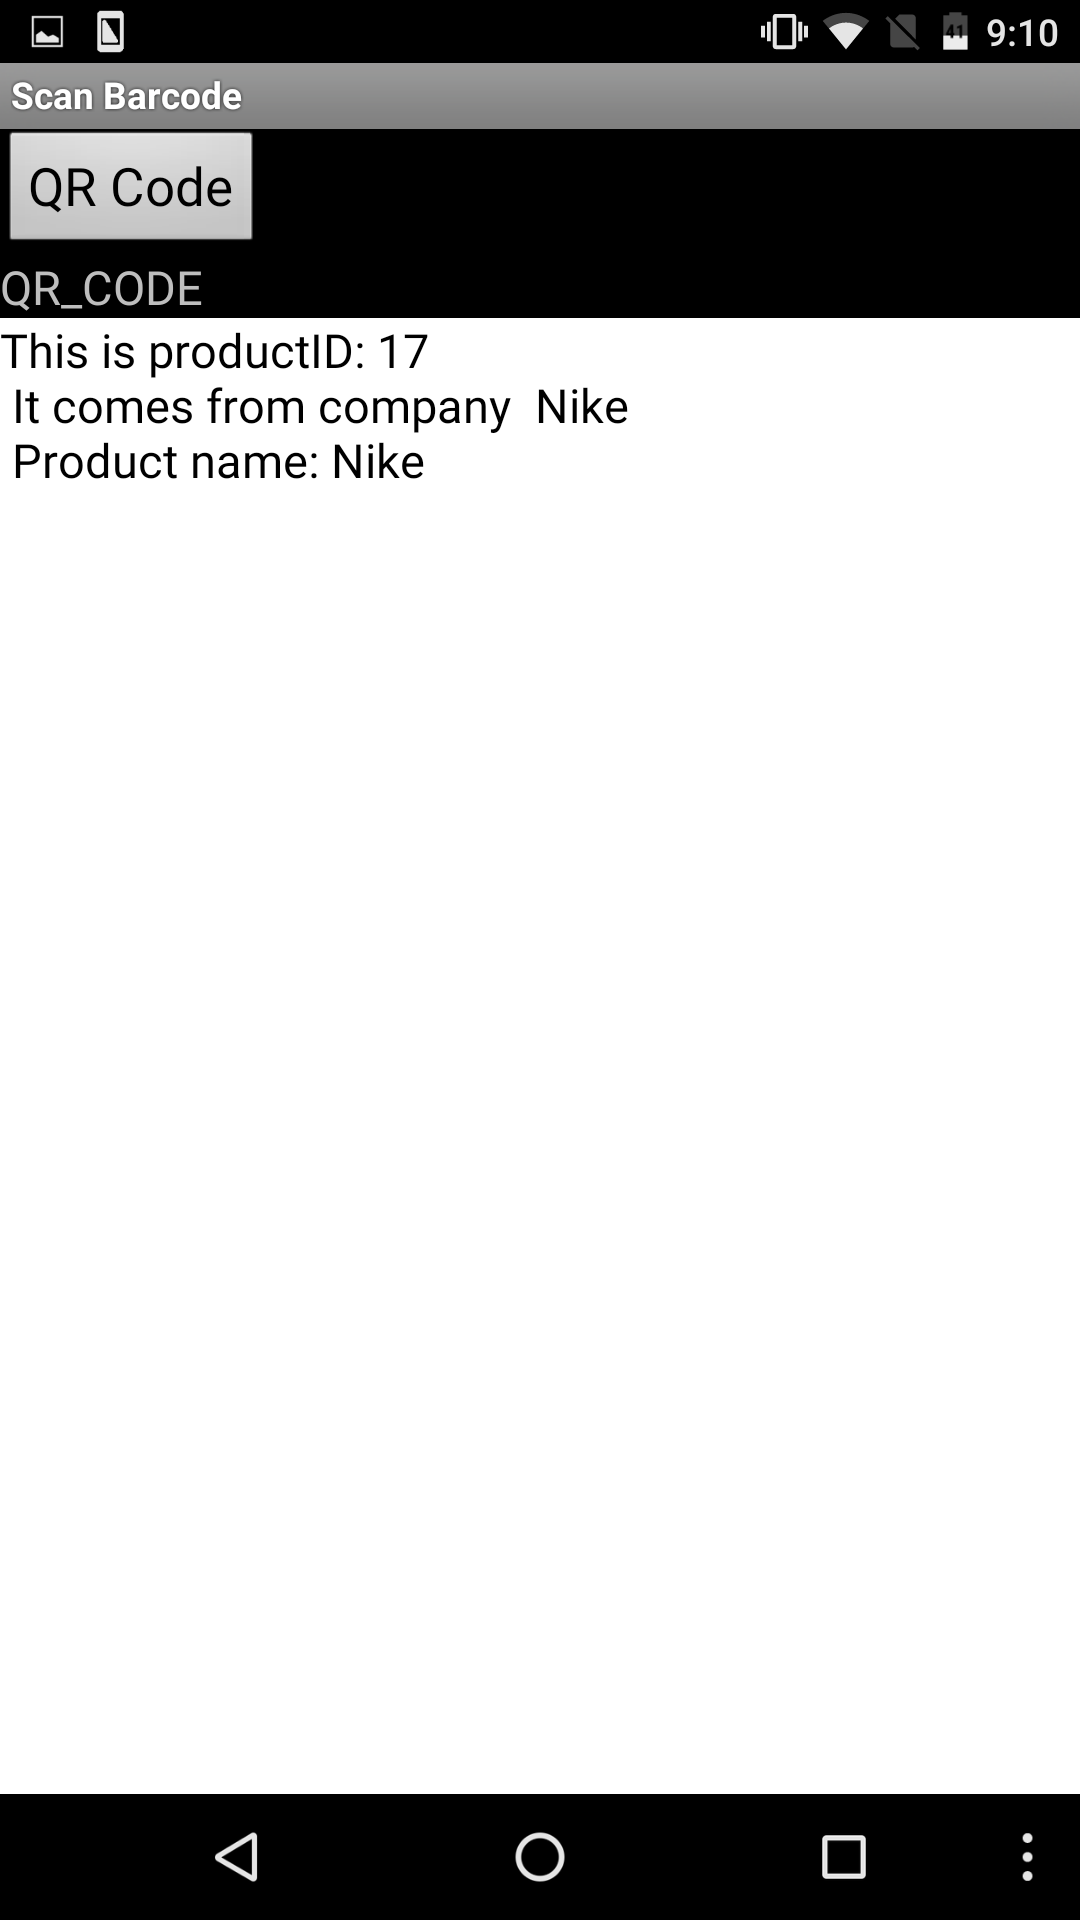 41 9:10
Scan Barcode
QR Code
QR_CODE
This is productID: 17
It comes from company  Nike
Product name: Nike